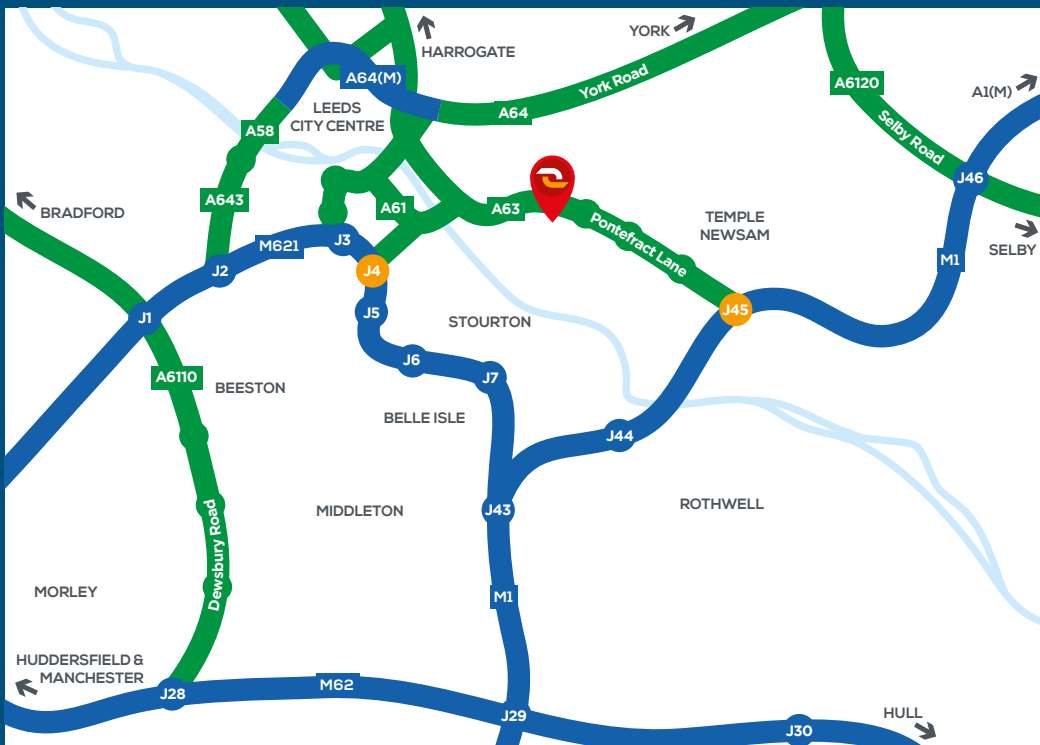 YORK
HARROGATE
A64(M)
York Road
A6120
A1(M)
LEEDS
CITY CENTRE
A64
A58
Selby Road
J46
BRADFORD
A643
A61
A63
TEMPLE
NEWSAM
SELBY
M621
J3
J2
J4
Pontefract Lane
M1
J1
J5
STOURTON
J45
J6
J7
A6110
BEESTON
BELLE ISLE
J44
MIDDLETON
J43
ROTHWELL
Dewsbury Road
MORLEY
M1
HUDDERSFIELD &
MANCHESTER
J28
M62
J29
HULL
J30